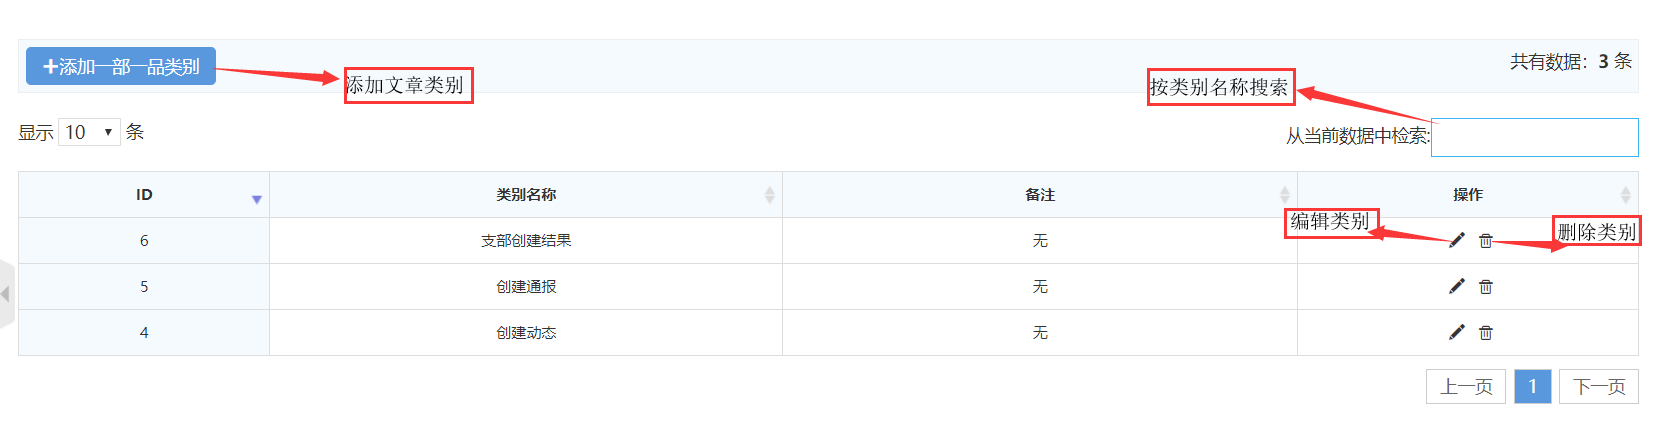 +添加一部一品类别
添加文章类别
按类别名称搜索
共有数据：3 条
显示 10 条
从当前数据中检索:
ID 类别名称 备注 操作
编辑类别
删除类别
6 支部创建结果 无
5 创建通报 无
4 创建动态 无
上一页 1 下一页